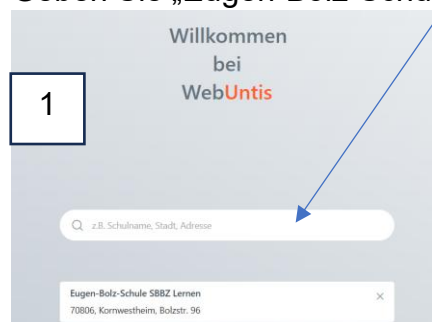 Willkommen
bei
WebUntis
1
z.B. Schulname, Stadt, Adresse
Eugen-Bolz-Schule SBBZ Lernen
70806, Kornwestheim, Bolzstr. 96